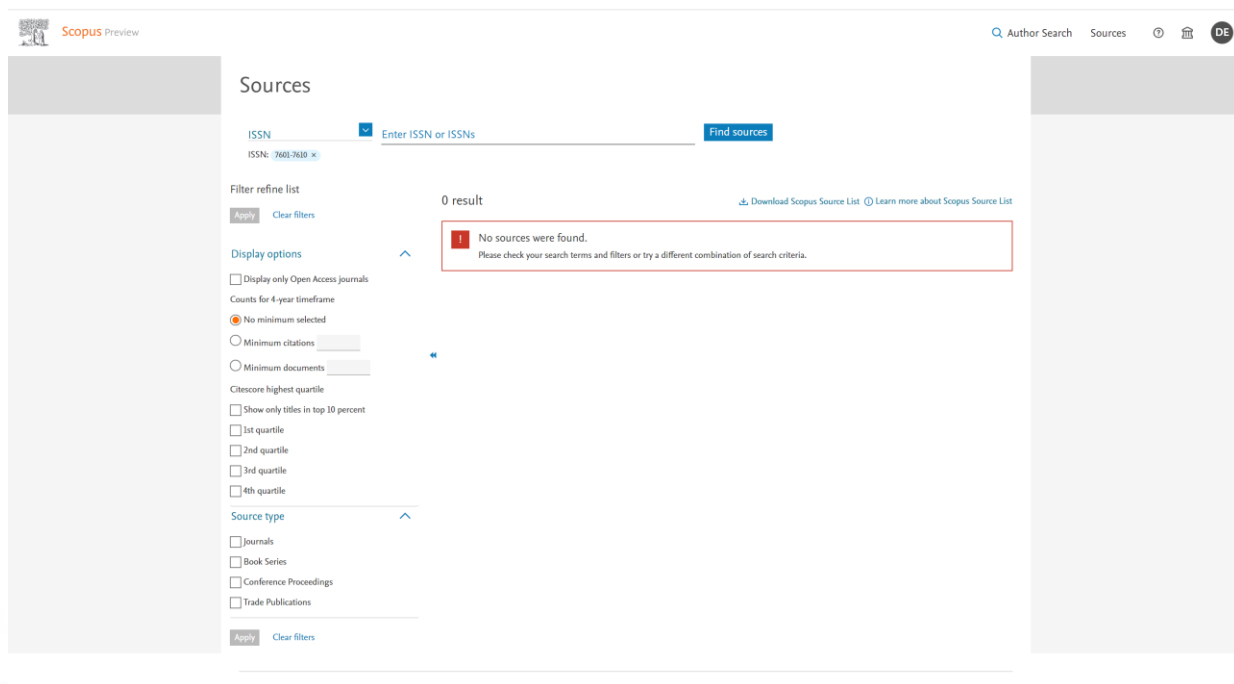 Scopus Preview
Author Search Sources DE
Sources
ISSN Enter ISSN or ISSNs Find sources
ISSN: 7601-7610 ×
Filter refine list
Apply Clear filters
Display options
Display only Open Access journals
Counts for 4-year timeframe
No minimum selected
Minimum citations
Minimum documents
Citescore highest quartile
Show only titles in top 10 percent
1st quartile
2nd quartile
3rd quartile
4th quartile
Source type
Journals
Book Series
Conference Proceedings
Trade Publications
Apply Clear filters
0 result Download Scopus Source List Learn more about Scopus Source List
! No sources were found.
Please check your search terms and filters or try a different combination of search criteria.